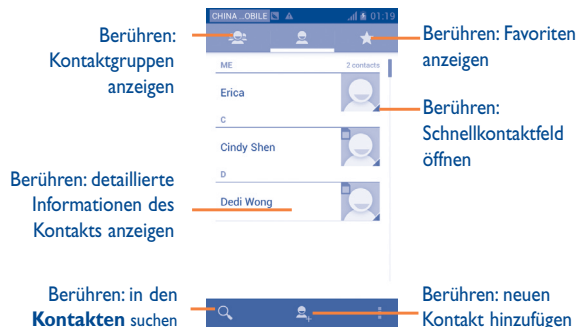 CHINA ...OBILE 01:19
Berühren:
Kontaktgruppen
anzeigen
Berühren: Favoriten
anzeigen
ME 2 contacts
Erica
Berühren:
Schnellkontaktfeld
öffnen
C
Cindy Shen
D
Dedi Wong
Berühren: detaillierte
Informationen des
Kontakts anzeigen
Berühren: in den
Kontakten suchen
Berühren: neuen
Kontakt hinzufügen